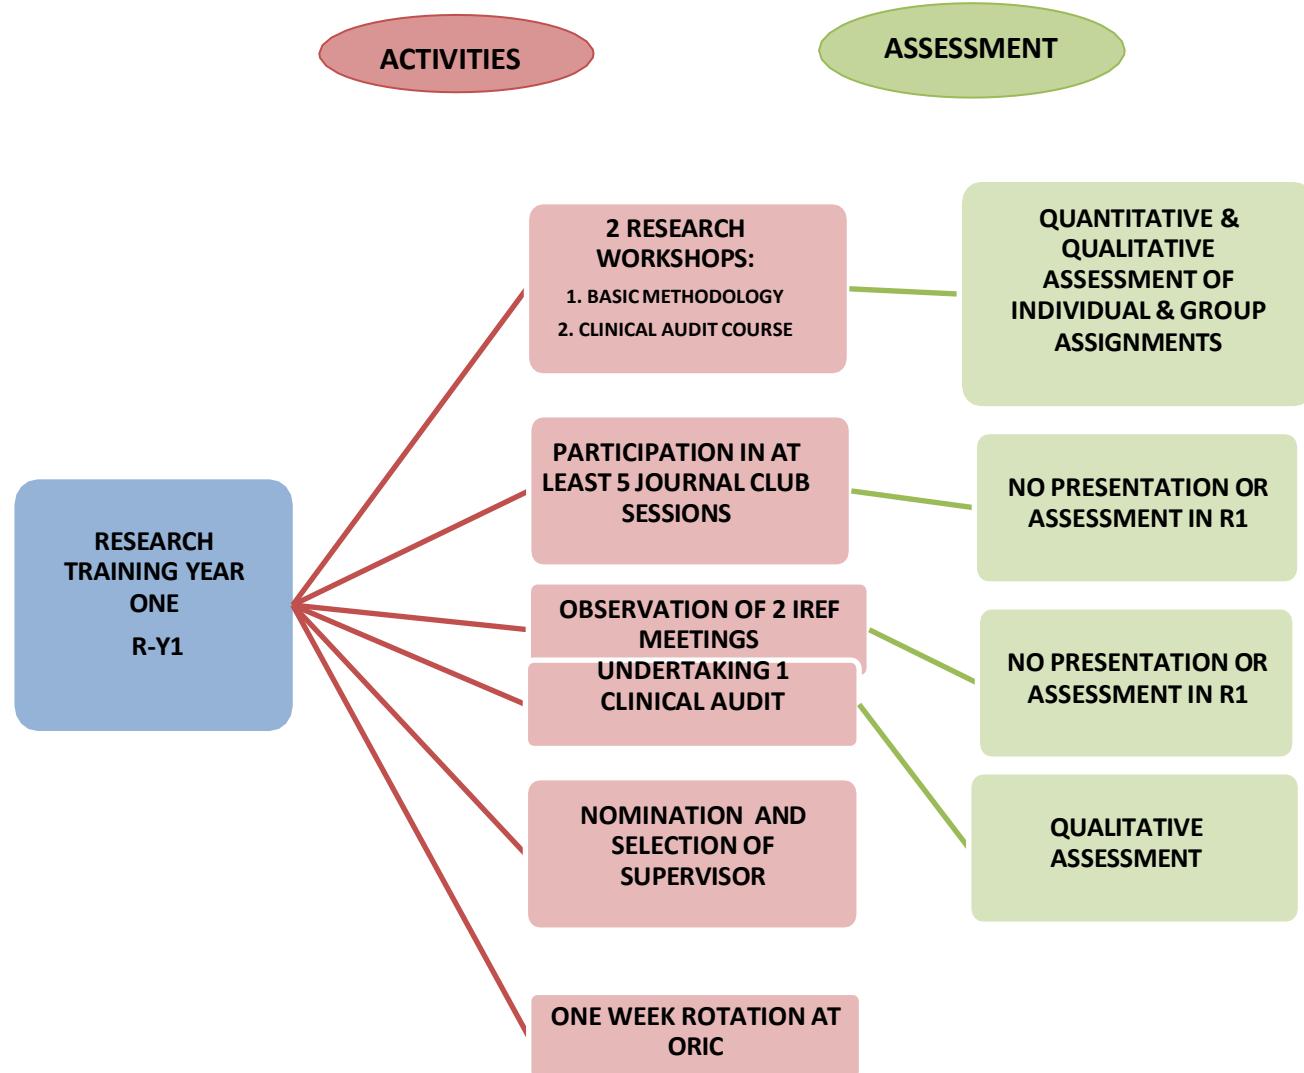 ACTIVITIES
ASSESSMENT
2 RESEARCH
WORKSHOPS:
1. BASIC METHODOLOGY
2. CLINICAL AUDIT COURSE
QUANTITATIVE &
QUALITATIVE
ASSESSMENT OF
INDIVIDUAL & GROUP
ASSIGNMENTS
PARTICIPATION IN AT
LEAST 5 JOURNAL CLUB
SESSIONS
NO PRESENTATION OR
ASSESSMENT IN R1
RESEARCH
TRAINING YEAR
ONE
R-Y1
OBSERVATION OF 2 IREF
MEETINGS
UNDERTAKING 1
CLINICAL AUDIT
NO PRESENTATION OR
ASSESSMENT IN R1
NOMINATION AND
SELECTION OF
SUPERVISOR
QUALITATIVE
ASSESSMENT
ONE WEEK ROTATION AT
ORIC